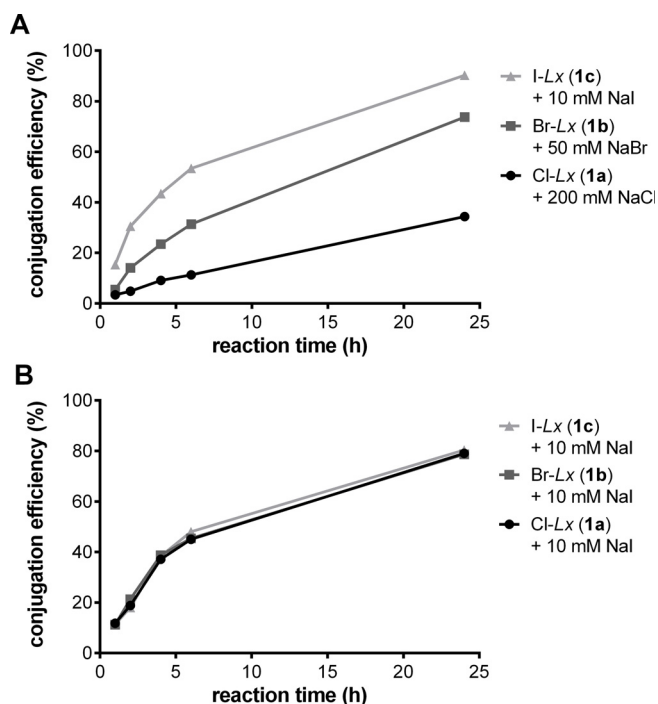 A
conjugation efficiency (%)
100
80
60
40
20
0
0 5 10 15 20 25
reaction time (h)
I-Lx (1c)
+ 10 mM NaI
Br-Lx (1b)
+ 50 mM NaBr
Cl-Lx (1a)
+ 200 mM NaCl
B
conjugation efficiency (%)
100
80
60
40
20
0
0 5 10 15 20 25
reaction time (h)
I-Lx (1c)
+ 10 mM NaI
Br-Lx (1b)
+ 10 mM NaI
Cl-Lx (1a)
+ 10 mM NaI